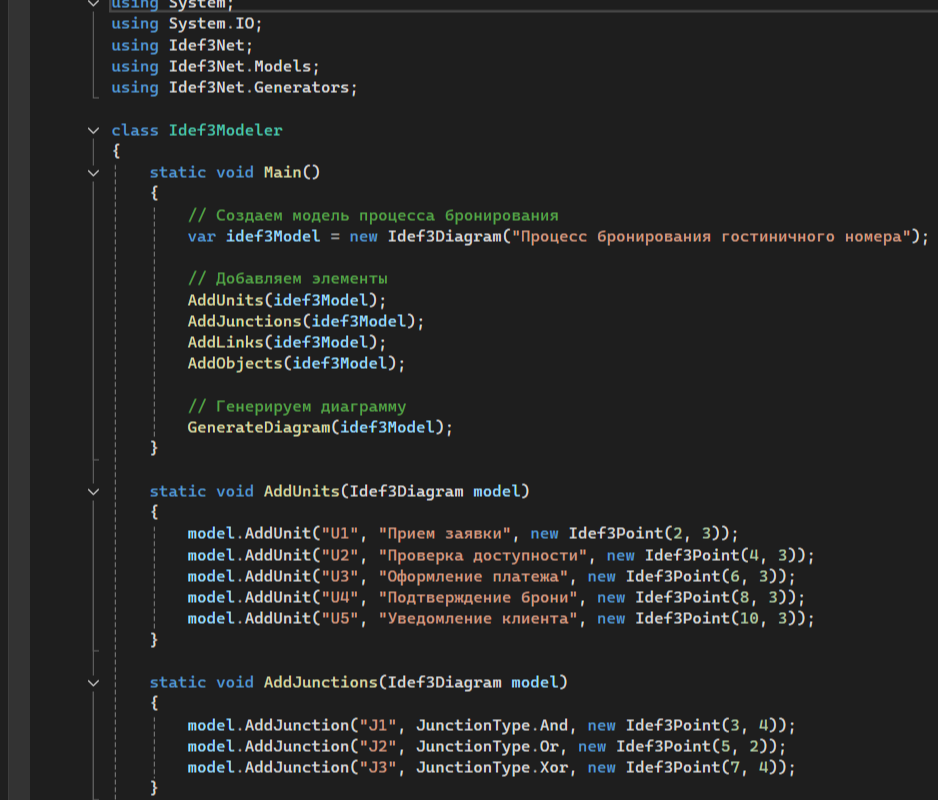 using System;
using System.IO;
using Idef3Net;
using Idef3Net.Models;
using Idef3Net.Generators;
class Idef3Modeler
{
static void Main()
{
// Создаем модель процесса бронирования
var idef3Model = new Idef3Diagram("Процесс бронирования гостиничного номера");
// Добавляем элементы
AddUnits(idef3Model);
AddJunctions(idef3Model);
AddLinks(idef3Model);
AddObjects(idef3Model);
// Генерируем диаграмму
GenerateDiagram(idef3Model);
}
static void AddUnits(Idef3Diagram model)
{
model.AddUnit("U1", "Прием заявки", new Idef3Point(2, 3));
model.AddUnit("U2", "Проверка доступности", new Idef3Point(4, 3));
model.AddUnit("U3", "Оформление платежа", new Idef3Point(6, 3));
model.AddUnit("U4", "Подтверждение брони", new Idef3Point(8, 3));
model.AddUnit("U5", "Уведомление клиента", new Idef3Point(10, 3));
}
static void AddJunctions(Idef3Diagram model)
{
model.AddJunction("J1", JunctionType.And, new Idef3Point(3, 4));
model.AddJunction("J2", JunctionType.Or, new Idef3Point(5, 2));
model.AddJunction("J3", JunctionType.Xor, new Idef3Point(7, 4));
}